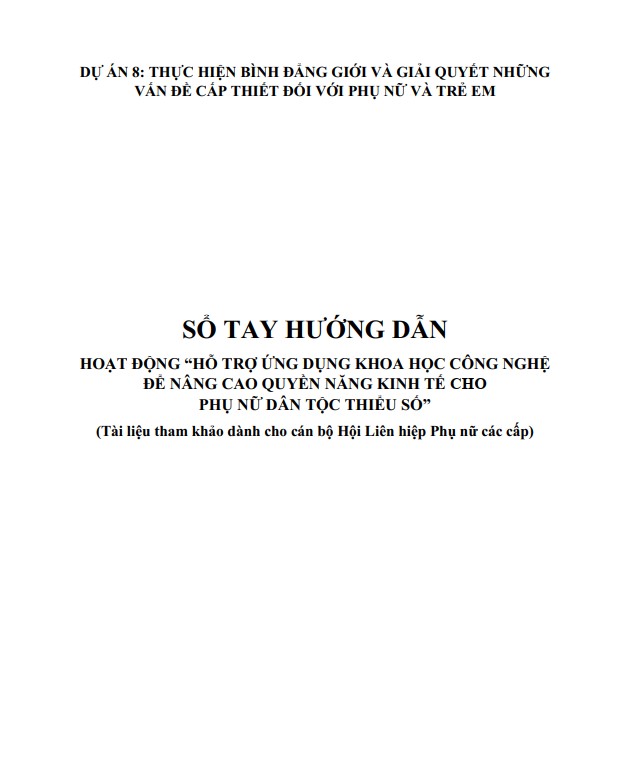 DỰ ÁN 8: THỰC HIỆN BÌNH ĐẲNG GIỚI VÀ GIẢI QUYẾT NHỮNG
VẤN ĐỀ CẤP THIẾT ĐỐI VỚI PHỤ NỮ VÀ TRẺ EM
SỔ TAY HƯỚNG DẪN
HOẠT ĐỘNG “HỖ TRỢ ỨNG DỤNG KHOA HỌC CÔNG NGHỆ
ĐỂ NÂNG CAO QUYỀN NĂNG KINH TẾ CHO
PHỤ NỮ DÂN TỘC THIỂU SỐ”
(Tài liệu tham khảo dành cho cán bộ Hội Liên hiệp Phụ nữ các cấp)